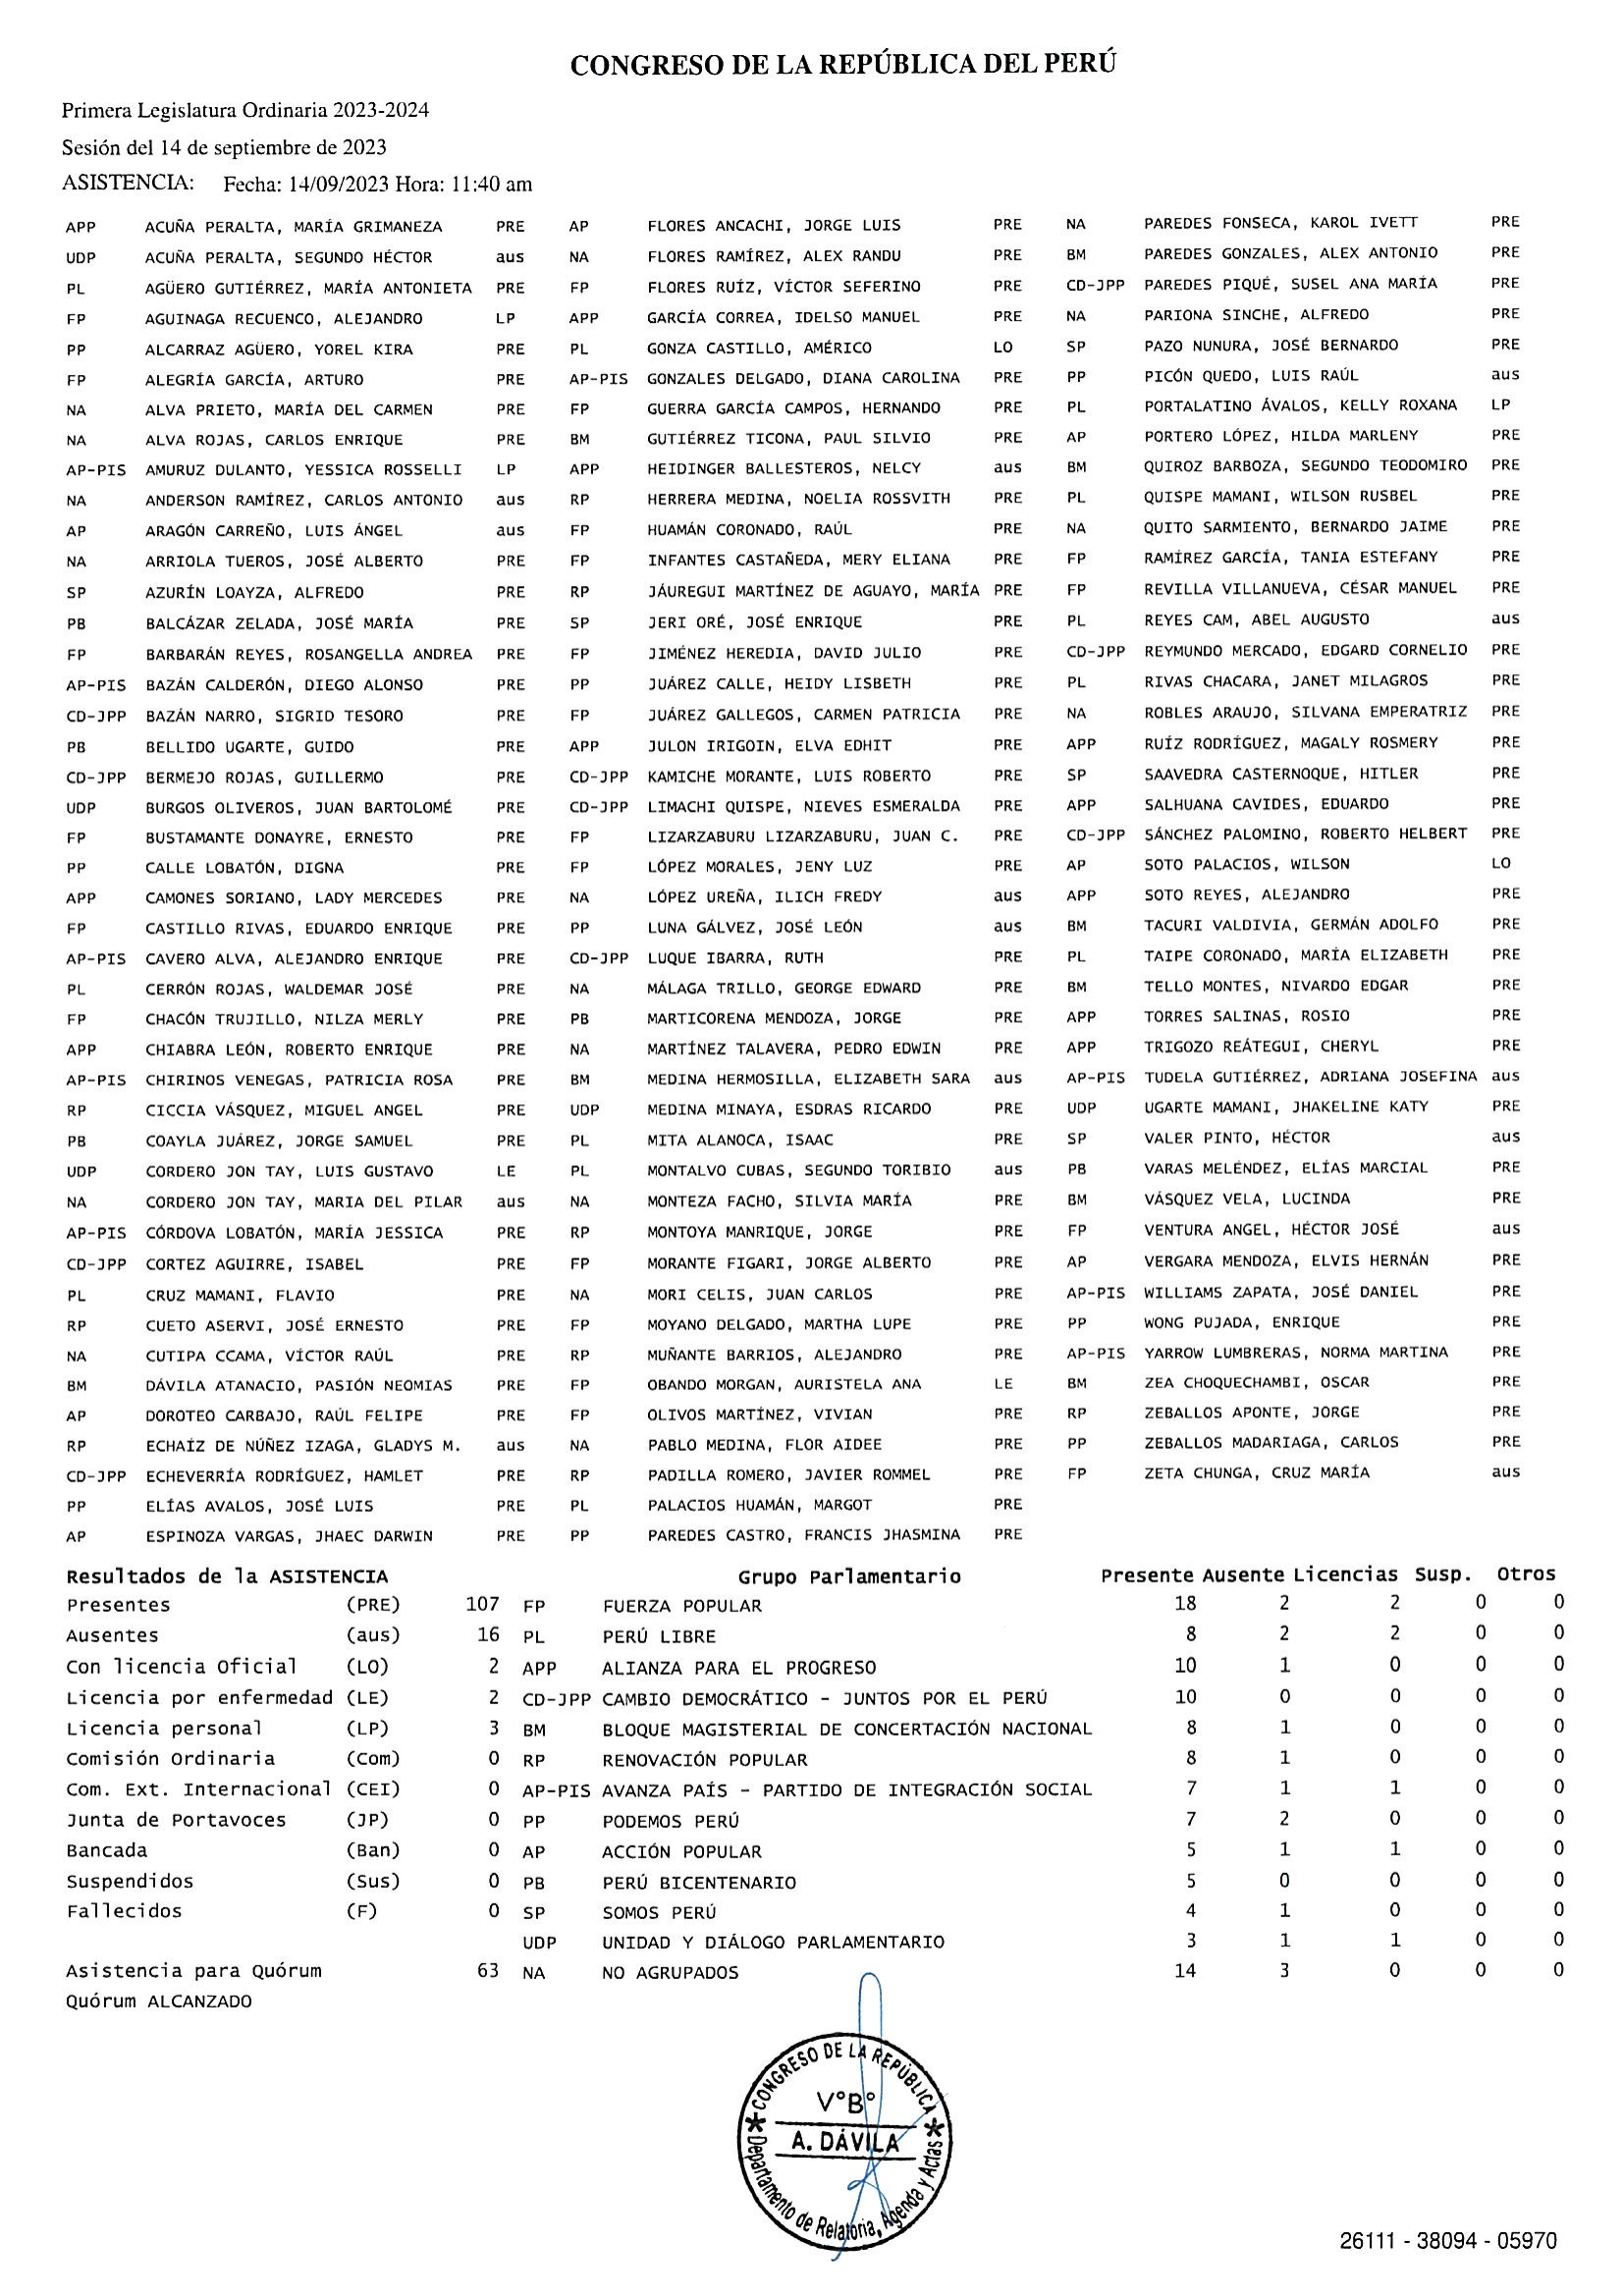 CONGRESO DE LA REPÚBLICA DEL PERÚ
Primera Legislatura Ordinaria 2023-2024
Sesión del 14 de septiembre de 2023
ASISTENCIA: Fecha: 14/09/2023 Hora: 11:40 am
APP ACUÑA PERALTA, MARÍA GRIMANEZA PRE AP FLORES ANCACHI, JORGE LUIS PRE NA PAREDES FONSECA, KAROL IVETT PRE
UDP ACUÑA PERALTA, SEGUNDO HÉCTOR aus NA FLORES RAMÍREZ, ALEX RANDU PRE BM PAREDES GONZALES, ALEX ANTONIO PRE
PL AGÜERO GUTIÉRREZ, MARÍA ANTONIETA PRE FP FLORES RUÍZ, VÍCTOR SEFERINO PRE CD-JPP PAREDES PIQUÉ, SUSEL ANA MARÍA PRE
FP AGUINAGA RECUENCO, ALEJANDRO LP APP GARCÍA CORREA, IDELSO MANUEL PRE NA PARIONA SINCHE, ALFREDO PRE
PP ALCARRAZ AGÜERO, YOREL KIRA PRE PL GONZA CASTILLO, AMÉRICO LO SP PAZO NUNURA, JOSÉ BERNARDO PRE
FP ALEGRÍA GARCÍA, ARTURO PRE AP-PIS GONZALES DELGADO, DIANA CAROLINA PRE PP PICÓN QUEDO, LUIS RAÚL aus
NA ALVA PRIETO, MARÍA DEL CARMEN PRE FP GUERRA GARCÍA CAMPOS, HERNANDO PRE PL PORTALATINO ÁVALOS, KELLY ROXANA LP
NA ALVA ROJAS, CARLOS ENRIQUE PRE BM GUTIÉRREZ TICONA, PAUL SILVIO PRE AP PORTERO LÓPEZ, HILDA MARLENY PRE
AP-PIS AMURUZ DULANTO, YESSICA ROSSELLI LP APP HEIDINGER BALLESTEROS, NELCY aus BM QUIROZ BARBOZA, SEGUNDO TEODOMIRO PRE
NA ANDERSON RAMÍREZ, CARLOS ANTONIO aus RP HERRERA MEDINA, NOELIA ROSSVITH PRE PL QUISPE MAMANI, WILSON RUSBEL PRE
AP ARAGÓN CARREÑO, LUIS ÁNGEL aus FP HUAMÁN CORONADO, RAÚL PRE NA QUITO SARMIENTO, BERNARDO JAIME PRE
NA ARRIOLA TUEROS, JOSÉ ALBERTO PRE FP INFANTES CASTAÑEDA, MERY ELIANA PRE FP RAMÍREZ GARCÍA, TANIA ESTEFANY PRE
SP AZURÍN LOAYZA, ALFREDO PRE RP JÁUREGUI MARTÍNEZ DE AGUAYO, MARÍA PRE FP REVILLA VILLANUEVA, CÉSAR MANUEL PRE
PB BALCÁZAR ZELADA, JOSÉ MARÍA PRE SP JERI ORÉ, JOSÉ ENRIQUE PRE PL REYES CAM, ABEL AUGUSTO aus
FP BARBARÁN REYES, ROSANGELLA ANDREA PRE FP JIMÉNEZ HEREDIA, DAVID JULIO PRE CD-JPP REYMUNDO MERCADO, EDGARD CORNELIO PRE
AP-PIS BAZÁN CALDERÓN, DIEGO ALONSO PRE PP JUÁREZ CALLE, HEIDY LISBETH PRE PL RIVAS CHACARA, JANET MILAGROS PRE
CD-JPP BAZÁN NARRO, SIGRID TESORO PRE FP JUÁREZ GALLEGOS, CARMEN PATRICIA PRE NA ROBLES ARAUJO, SILVANA EMPERATRIZ PRE
PB BELLIDO UGARTE, GUIDO PRE APP JULON IRIGOIN, ELVA EDHIT PRE APP RUÍZ RODRÍGUEZ, MAGALY ROSMERY PRE
CD-JPP BERMEJO ROJAS, GUILLERMO PRE CD-JPP KAMICHE MORANTE, LUIS ROBERTO PRE SP SAAVEDRA CASTERNOQUE, HITLER PRE
UDP BURGOS OLIVEROS, JUAN BARTOLOMÉ PRE CD-JPP LIMACHI QUISPE, NIEVES ESMERALDA PRE APP SALHUANA CAVIDES, EDUARDO PRE
FP BUSTAMANTE DONAYRE, ERNESTO PRE FP LIZARZABURU LIZARZABURU, JUAN C. PRE CD-JPP SÁNCHEZ PALOMINO, ROBERTO HELBERT PRE
PP CALLE LOBATÓN, DIGNA PRE FP LÓPEZ MORALES, JENY LUZ PRE AP SOTO PALACIOS, WILSON LO
APP CAMONES SORIANO, LADY MERCEDES PRE NA LÓPEZ UREÑA, ILICH FREDY aus APP SOTO REYES, ALEJANDRO PRE
FP CASTILLO RIVAS, EDUARDO ENRIQUE PRE PP LUNA GÁLVEZ, JOSÉ LEÓN aus BM TACURI VALDIVIA, GERMÁN ADOLFO PRE
AP-PIS CAVERO ALVA, ALEJANDRO ENRIQUE PRE CD-JPP LUQUE IBARRA, RUTH PRE PL TAIPE CORONADO, MARÍA ELIZABETH PRE
PL CERRÓN ROJAS, WALDEMAR JOSÉ PRE NA MÁLAGA TRILLO, GEORGE EDWARD PRE BM TELLO MONTES, NIVARDO EDGAR PRE
FP CHACÓN TRUJILLO, NILZA MERLY PRE PB MARTICORENA MENDOZA, JORGE PRE APP TORRES SALINAS, ROSIO PRE
APP CHIABRA LEÓN, ROBERTO ENRIQUE PRE NA MARTÍNEZ TALAVERA, PEDRO EDWIN PRE APP TRIGOZO REÁTEGUI, CHERYL PRE
AP-PIS CHIRINOS VENEGAS, PATRICIA ROSA PRE BM MEDINA HERMOSILLA, ELIZABETH SARA aus AP-PIS TUDELA GUTIÉRREZ, ADRIANA JOSEFINA aus
RP CICCIA VÁSQUEZ, MIGUEL ANGEL PRE UDP MEDINA MINAYA, ESDRAS RICARDO PRE UDP UGARTE MAMANI, JHAKELINE KATY PRE
PB COAYLA JUÁREZ, JORGE SAMUEL PRE PL MITA ALANOCA, ISAAC PRE SP VALER PINTO, HÉCTOR aus
UDP CORDERO JON TAY, LUIS GUSTAVO LE PL MONTALVO CUBAS, SEGUNDO TORIBIO aus PB VARAS MELÉNDEZ, ELÍAS MARCIAL PRE
NA CORDERO JON TAY, MARIA DEL PILAR aus NA MONTEZA FACHO, SILVIA MARÍA PRE BM VÁSQUEZ VELA, LUCINDA PRE
AP-PIS CÓRDOVA LOBATÓN, MARÍA JESSICA PRE RP MONTOYA MANRIQUE, JORGE PRE FP VENTURA ANGEL, HÉCTOR JOSÉ aus
CD-JPP CORTEZ AGUIRRE, ISABEL PRE FP MORANTE FIGARI, JORGE ALBERTO PRE AP VERGARA MENDOZA, ELVIS HERNÁN PRE
PL CRUZ MAMANI, FLAVIO PRE NA MORI CELIS, JUAN CARLOS PRE AP-PIS WILLIAMS ZAPATA, JOSÉ DANIEL PRE
RP CUETO ASERVI, JOSÉ ERNESTO PRE FP MOYANO DELGADO, MARTHA LUPE PRE PP WONG PUJADA, ENRIQUE PRE
NA CUTIPA CCAMA, VÍCTOR RAÚL PRE RP MUÑANTE BARRIOS, ALEJANDRO PRE AP-PIS YARROW LUMBRERAS, NORMA MARTINA PRE
BM DÁVILA ATANACIO, PASIÓN NEOMIAS PRE FP OBANDO MORGAN, AURISTELA ANA LE BM ZEA CHOQUECHAMBI, OSCAR PRE
AP DOROTEO CARBAJO, RAÚL FELIPE PRE FP OLIVOS MARTÍNEZ, VIVIAN PRE RP ZEBALLOS APONTE, JORGE PRE
RP ECHAÍZ DE NÚÑEZ IZAGA, GLADYS M. aus NA PABLO MEDINA, FLOR AIDEE PRE PP ZEBALLOS MADARIAGA, CARLOS PRE
CD-JPP ECHEVERRÍA RODRÍGUEZ, HAMLET PRE RP PADILLA ROMERO, JAVIER ROMMEL PRE FP ZETA CHUNGA, CRUZ MARÍA aus
PP ELÍAS AVALOS, JOSÉ LUIS PRE PL PALACIOS HUAMÁN, MARGOT PRE
AP ESPINOZA VARGAS, JHAEC DARWIN PRE PP PAREDES CASTRO, FRANCIS JHASMINA PRE
Resultados de la ASISTENCIA Grupo Parlamentario Presente Ausente Licencias Susp. Otros
Presentes (PRE) 107 FP FUERZA POPULAR 18 2 2 0 0
Ausentes (aus) 16 PL PERÚ LIBRE 8 2 2 0 0
Con licencia Oficial (LO) 2 APP ALIANZA PARA EL PROGRESO 10 1 0 0 0
Licencia por enfermedad (LE) 2 CD-JPP CAMBIO DEMOCRÁTICO - JUNTOS POR EL PERÚ 10 0 0 0 0
Licencia personal (LP) 3 BM BLOQUE MAGISTERIAL DE CONCERTACIÓN NACIONAL 8 1 0 0 0
Comisión Ordinaria (Com) 0 RP RENOVACIÓN POPULAR 8 1 0 0 0
Com. Ext. Internacional (CEI) 0 AP-PIS AVANZA PAÍS - PARTIDO DE INTEGRACIÓN SOCIAL 7 1 1 0 0
Junta de Portavoces (JP) 0 PP PODEMOS PERÚ 7 2 0 0 0
Bancada (Ban) 0 AP ACCIÓN POPULAR 5 1 1 0 0
Suspendidos (Sus) 0 PB PERÚ BICENTENARIO 5 0 0 0 0
Fallecidos (F) 0 SP SOMOS PERÚ 4 1 0 0 0
UDP UNIDAD Y DIÁLOGO PARLAMENTARIO 3 1 1 0 0
Asistencia para Quórum 63 NA NO AGRUPADOS 14 3 0 0 0
Quórum ALCANZADO
CONGRESO DE LA REPÚBLICA
V°B°
A. DÁVILA
Departamento de Relatoría, Agenda y Actas
26111 - 38094 - 05970